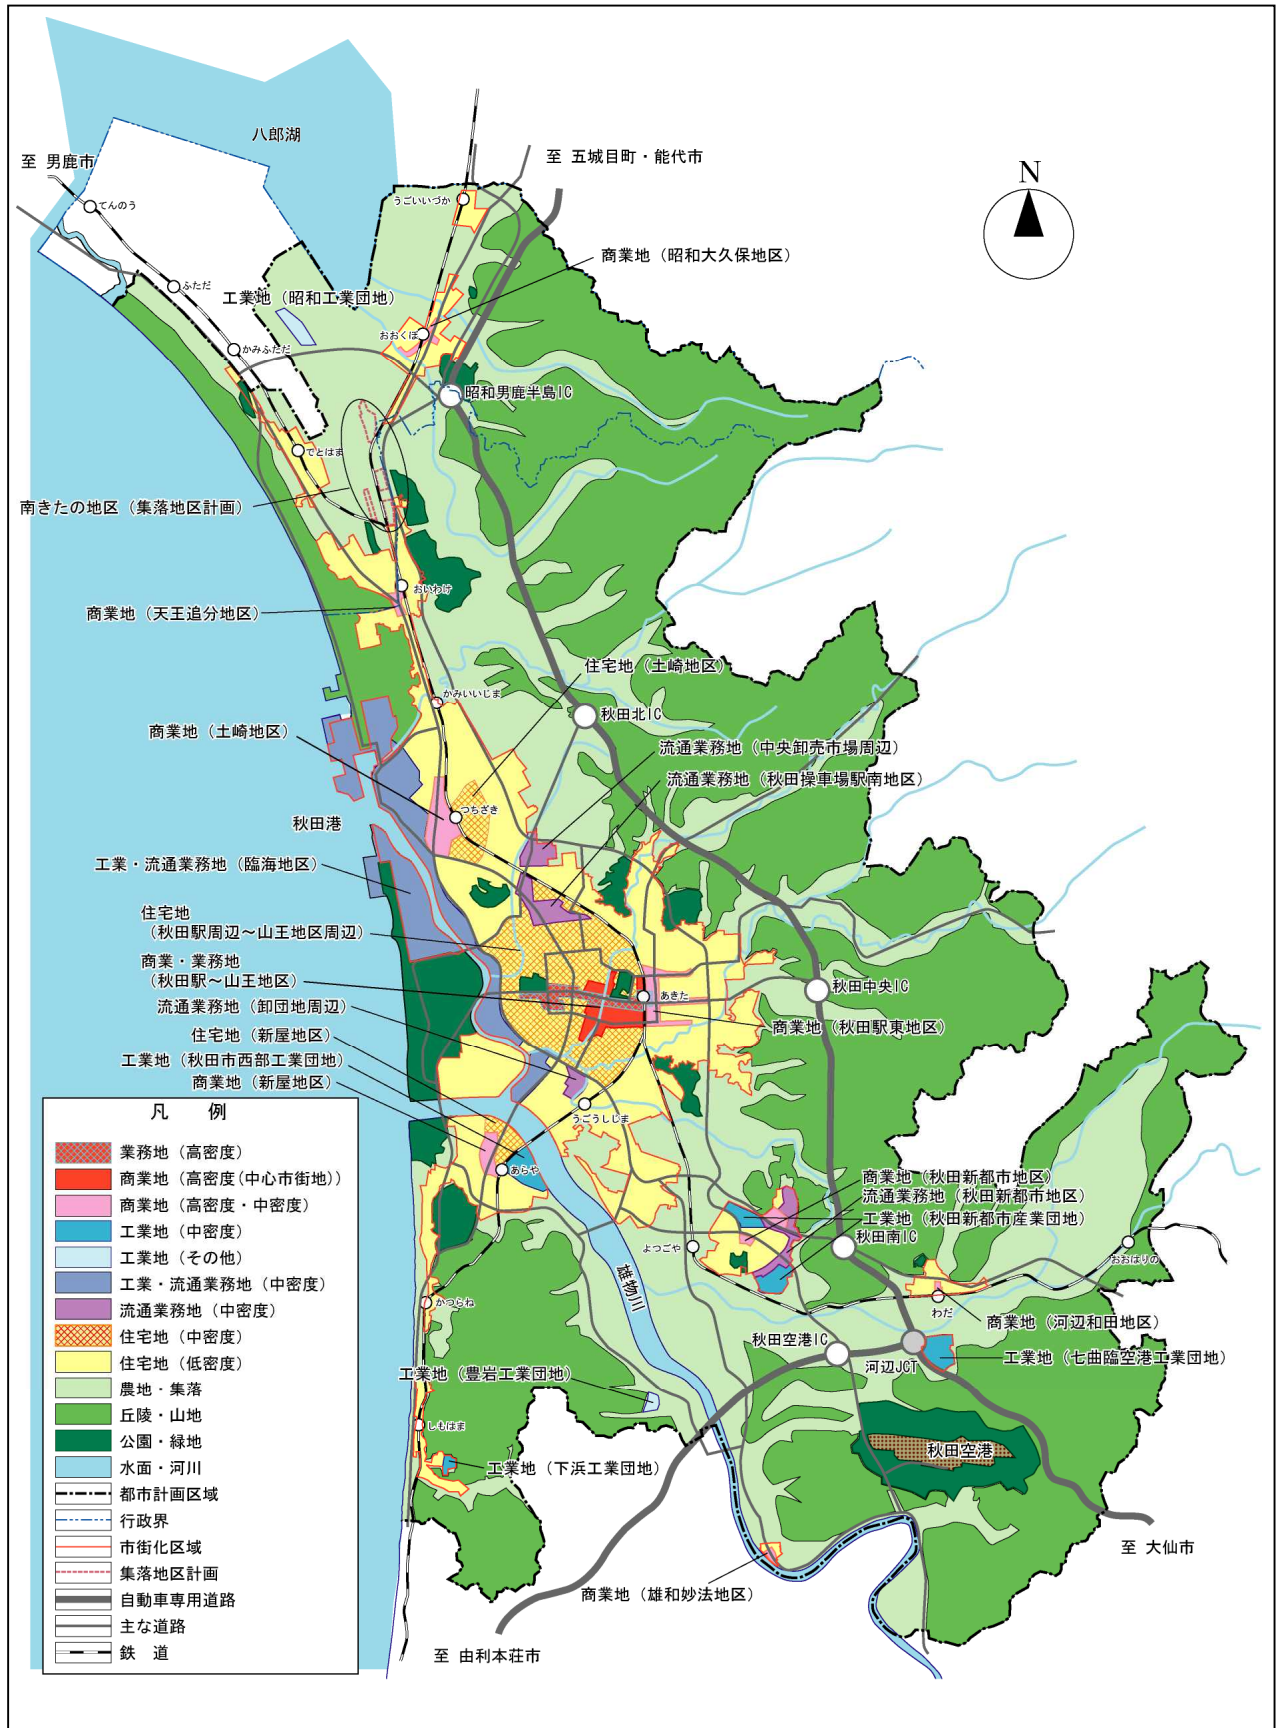 八郎湖
至 男鹿市
至 五城目町・能代市
N
てんのう
うごいいづか
商業地（昭和大久保地区）
ふただ
工業地（昭和工業団地）
おおくぼ
かみふただ
昭和男鹿半島IC
でとはま
南きたの地区（集落地区計画）
おいわけ
商業地（天王追分地区）
住宅地（土崎地区）
かみいいじま
秋田北IC
商業地（土崎地区）
流通業務地（中央卸売市場周辺）
流通業務地（秋田操車場駅南地区）
つちざき
秋田港
工業・流通業務地（臨海地区）
住宅地
（秋田駅周辺～山王地区周辺）
商業・業務地
（秋田駅～山王地区）
秋田中央IC
あきた
流通業務地（卸団地周辺）
商業地（秋田駅東地区）
住宅地（新屋地区）
工業地（秋田市西部工業団地）
商業地（新屋地区）
うごうしじま
あらや
商業地（秋田新都市地区）
流通業務地（秋田新都市地区）
工業地（秋田新都市産業団地）
秋田南IC
よつごや
おおばりの
雄物川
かつらね
わだ
商業地（河辺和田地区）
秋田空港IC
河辺JCT
工業地（七曲臨空港工業団地）
工業地（豊岩工業団地）
しもはま
秋田空港
工業地（下浜工業団地）
至 大仙市
商業地（雄和妙法地区）
至 由利本荘市
凡 例
業務地（高密度）
商業地（高密度(中心市街地)）
商業地（高密度・中密度）
工業地（中密度）
工業地（その他）
工業・流通業務地（中密度）
流通業務地（中密度）
住宅地（中密度）
住宅地（低密度）
農地・集落
丘陵・山地
公園・緑地
水面・河川
都市計画区域
行政界
市街化区域
集落地区計画
自動車専用道路
主な道路
鉄 道